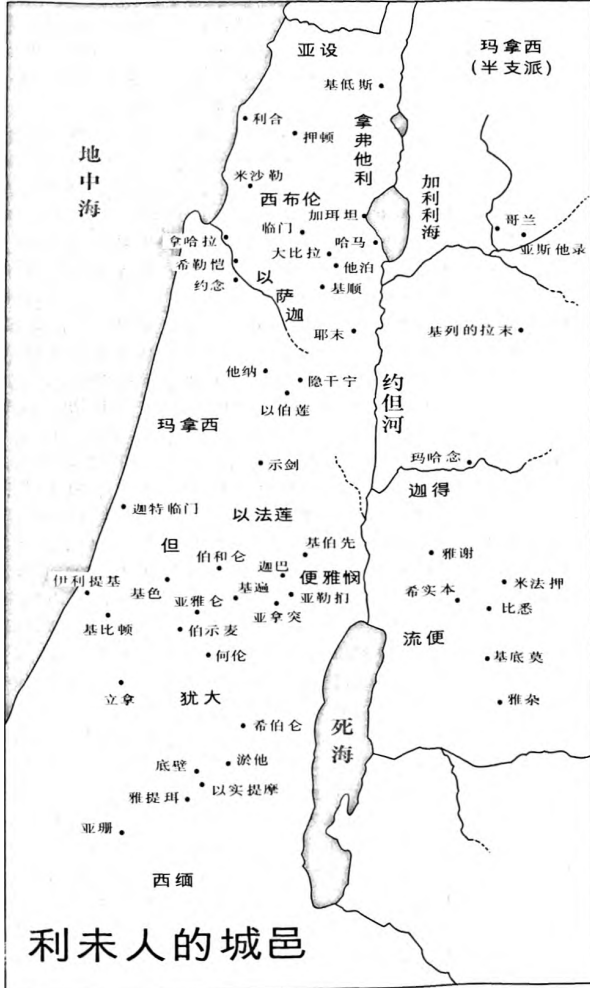 亚设
玛拿西
(半支派)
基低斯
利合
押顿
拿弗他利
地中海
米沙勒
西布伦
加利利海
加珥坦
临门
哥兰
拿哈拉
哈马
亚斯他录
大比拉
希勒恺
他泊
以萨迦
约念
基顺
耶末
基列的拉末
他纳
隐干宁
约但河
以伯莲
玛拿西
示剑
玛哈念
迦得
迦特临门
以法莲
但
基伯先
伯和仑
雅谢
迦巴
便雅悯
伊利提基
基色
米法押
希实本
基遍
亚勒扪
亚雅仑
比悉
亚拿突
基比顿
伯示麦
流便
何伦
基底莫
立拿
犹大
雅杂
希伯仑
死海
底壁
淤他
以实提摩
雅提珥
亚珊
西缅
利未人的城邑